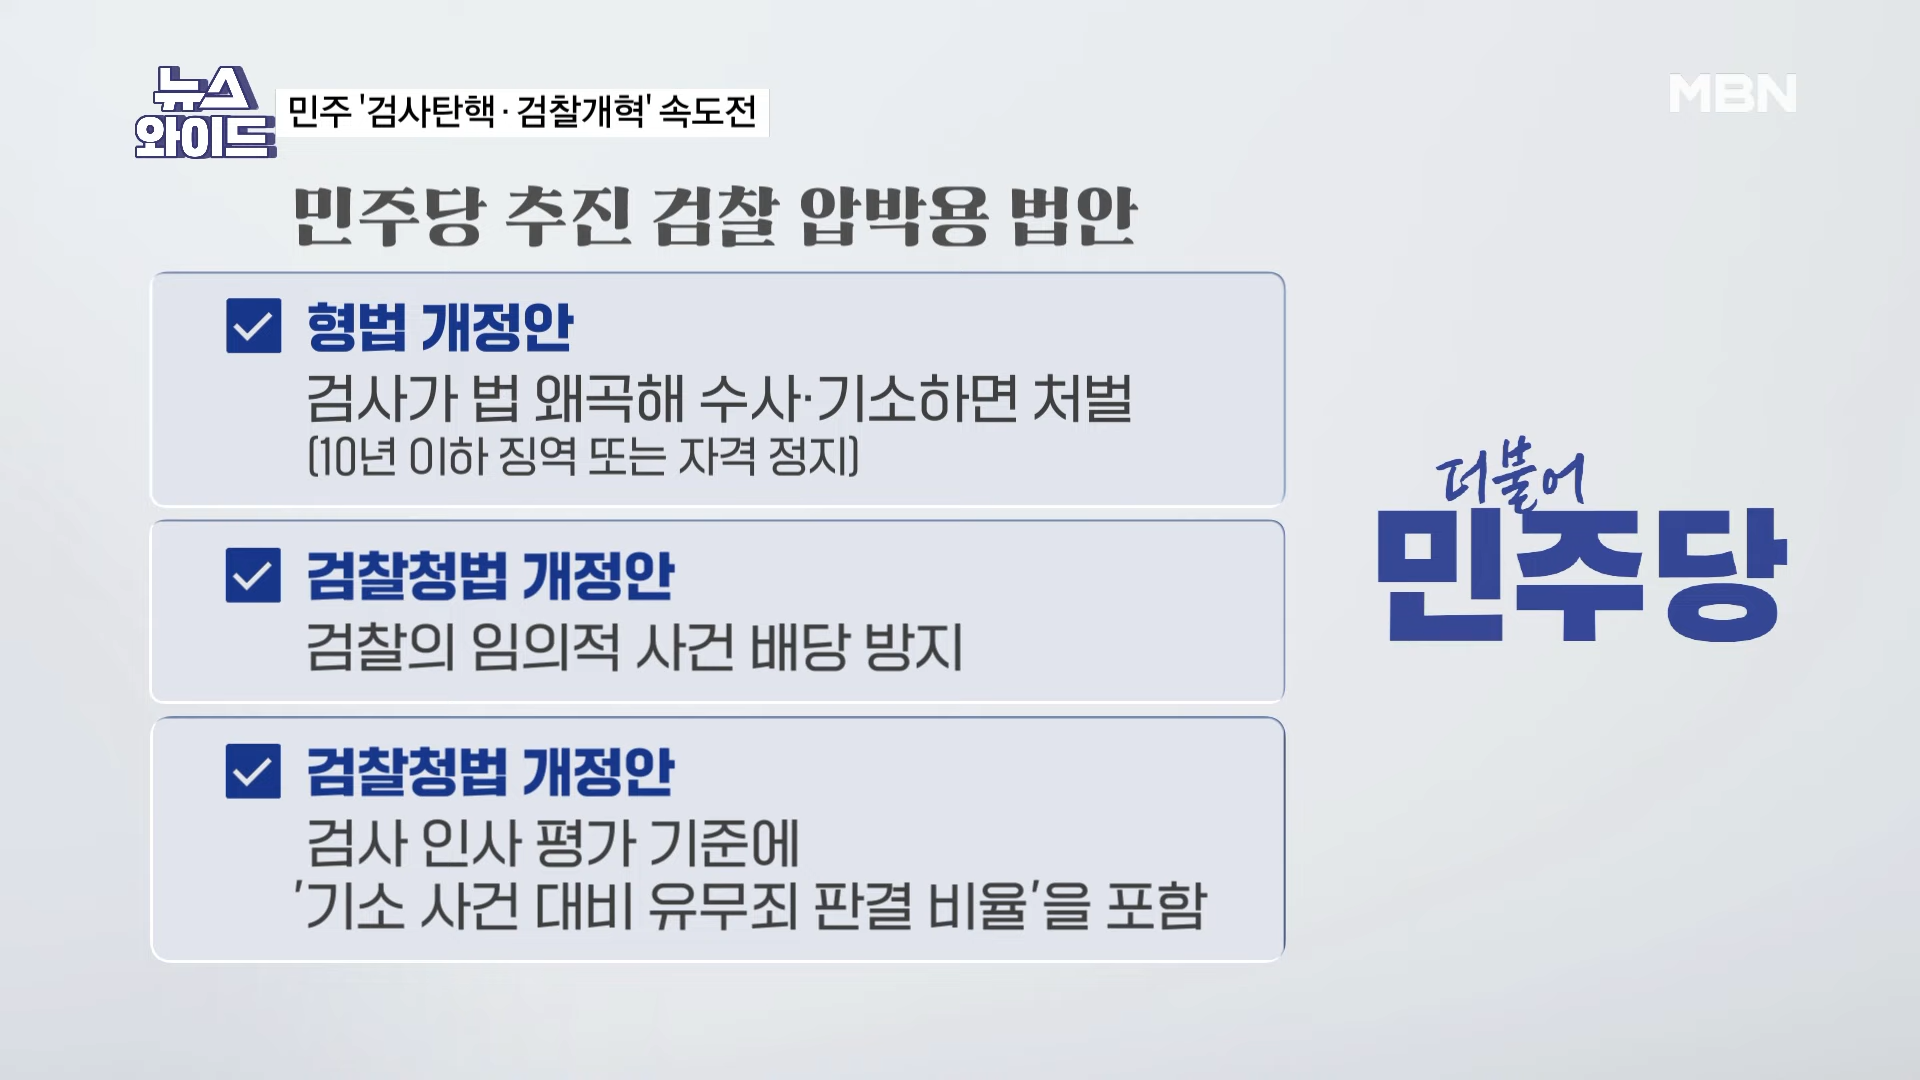 뉴스
와이드
민주 '검사탄핵·검찰개혁' 속도전
MBN
민주당 추진 검찰 압박용 법안
형법 개정안
검사가 법 왜곡해 수사·기소하면 처벌
(10년 이하 징역 또는 자격 정지)
검찰청법 개정안
검찰의 임의적 사건 배당 방지
검찰청법 개정안
검사 인사 평가 기준에
'기소 사건 대비 유무죄 판결 비율'을 포함
더불어
민주당